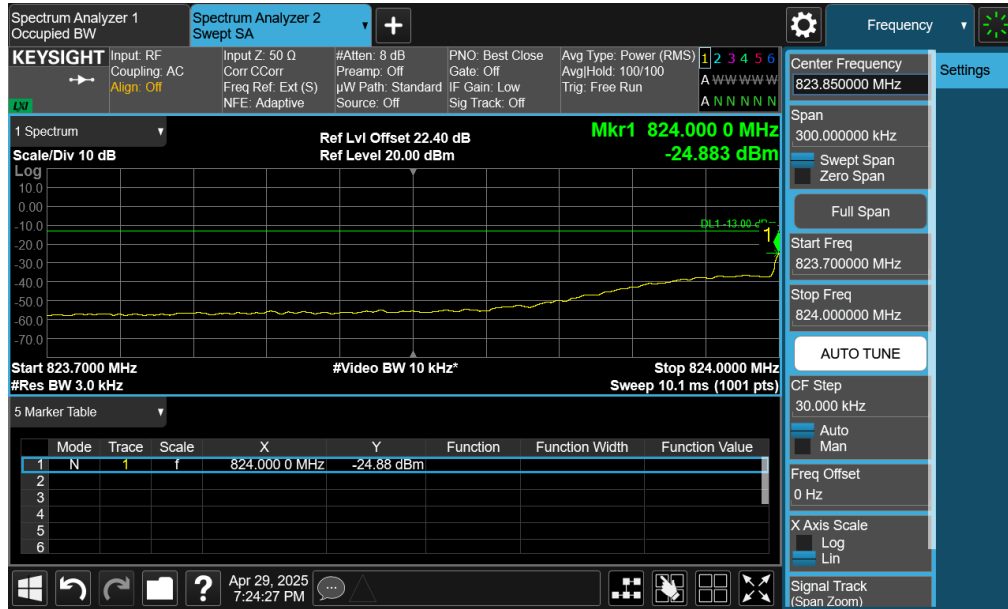 Spectrum Analyzer 1
Occupied BW
Spectrum Analyzer 2
Swept SA
Frequency
KEYSIGHT
LXI
Input: RF
Coupling: AC
Align: Off
Input Z: 50 Ω
Corr CCorr
Freq Ref: Ext (S)
NFE: Adaptive
#Atten: 8 dB
Preamp: Off
µW Path: Standard
Source: Off
PNO: Best Close
Gate: Off
IF Gain: Low
Sig Track: Off
Avg Type: Power (RMS)
Avg|Hold: 100/100
Trig: Free Run
1 2 3 4 5 6
A W W W W W
A N N N N N
1 Spectrum
Scale/Div 10 dB
Ref Lvl Offset 22.40 dB
Ref Level 20.00 dBm
Mkr1 824.000 0 MHz
-24.883 dBm
Log
10.0
0.00
-10.0
-20.0
-30.0
-40.0
-50.0
-60.0
-70.0
DL1 -13.00
1
Start 823.7000 MHz
#Res BW 3.0 kHz
#Video BW 10 kHz*
Stop 824.0000 MHz
Sweep 10.1 ms (1001 pts)
5 Marker Table
Mode Trace Scale X Y Function Function Width Function Value
1 N 1 f 824.000 0 MHz -24.88 dBm
2
3
4
5
6
Apr 29, 2025
7:24:27 PM
Center Frequency
823.850000 MHz
Settings
Span
300.000000 kHz
Swept Span
Zero Span
Full Span
Start Freq
823.700000 MHz
Stop Freq
824.000000 MHz
AUTO TUNE
CF Step
30.000 kHz
Auto
Man
Freq Offset
0 Hz
X Axis Scale
Log
Lin
Signal Track
(Span Zoom)